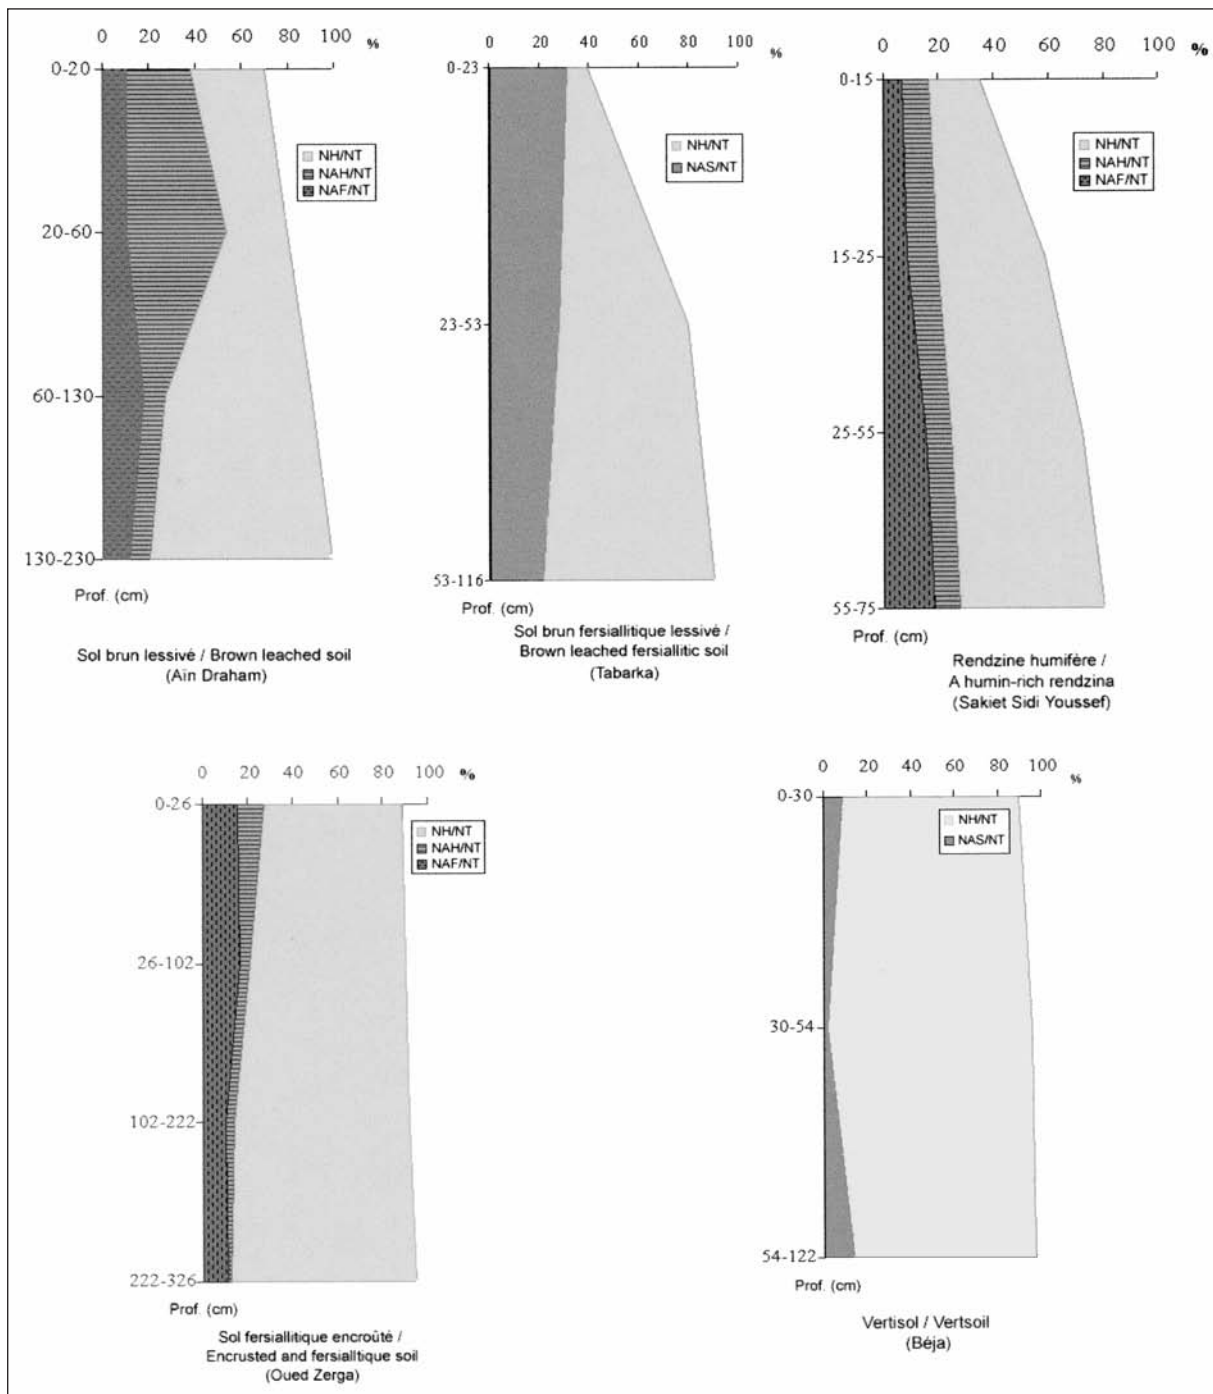 0 20 40 60 80 100 %
0-20
20-60
60-130
130-230
NH/NT
NAH/NT
NAF/NT
Prof. (cm)
Sol brun lessivé / Brown leached soil
(Aïn Draham)
0 20 40 60 80 100 %
0-23
23-53
53-116
NH/NT
NAS/NT
Prof. (cm)
Sol brun fersiallitique lessivé /
Brown leached fersiallitic soil
(Tabarka)
0 20 40 60 80 100 %
0-15
15-25
25-55
55-75
NH/NT
NAH/NT
NAF/NT
Prof. (cm)
Rendzine humifère /
A humin-rich rendzina
(Sakiet Sidi Youssef)
0 20 40 60 80 100 %
0-26
26-102
102-222
222-326
NH/NT
NAH/NT
NAF/NT
Prof. (cm)
Sol fersiallitique encroûté /
Encrusted and fersialltique soil
(Oued Zerga)
0 20 40 60 80 100 %
0-30
30-54
54-122
NH/NT
NAS/NT
Prof. (cm)
Vertisol / Vertsoil
(Béja)